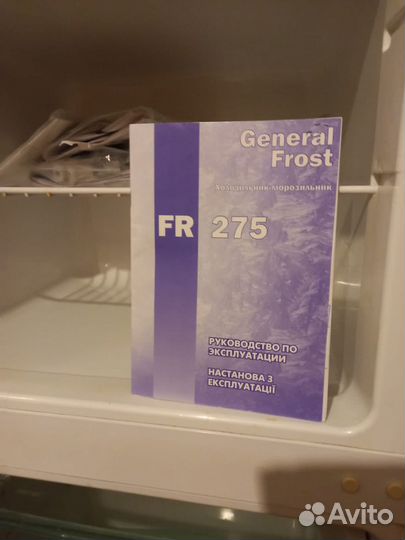 General
Frost
Холодильник-морозильник
FR 275
РУКОВОДСТВО ПО
ЭКСПЛУАТАЦИИ
НАСТАНОВА З
ЕКСПЛУАТАЦІЇ
Avito